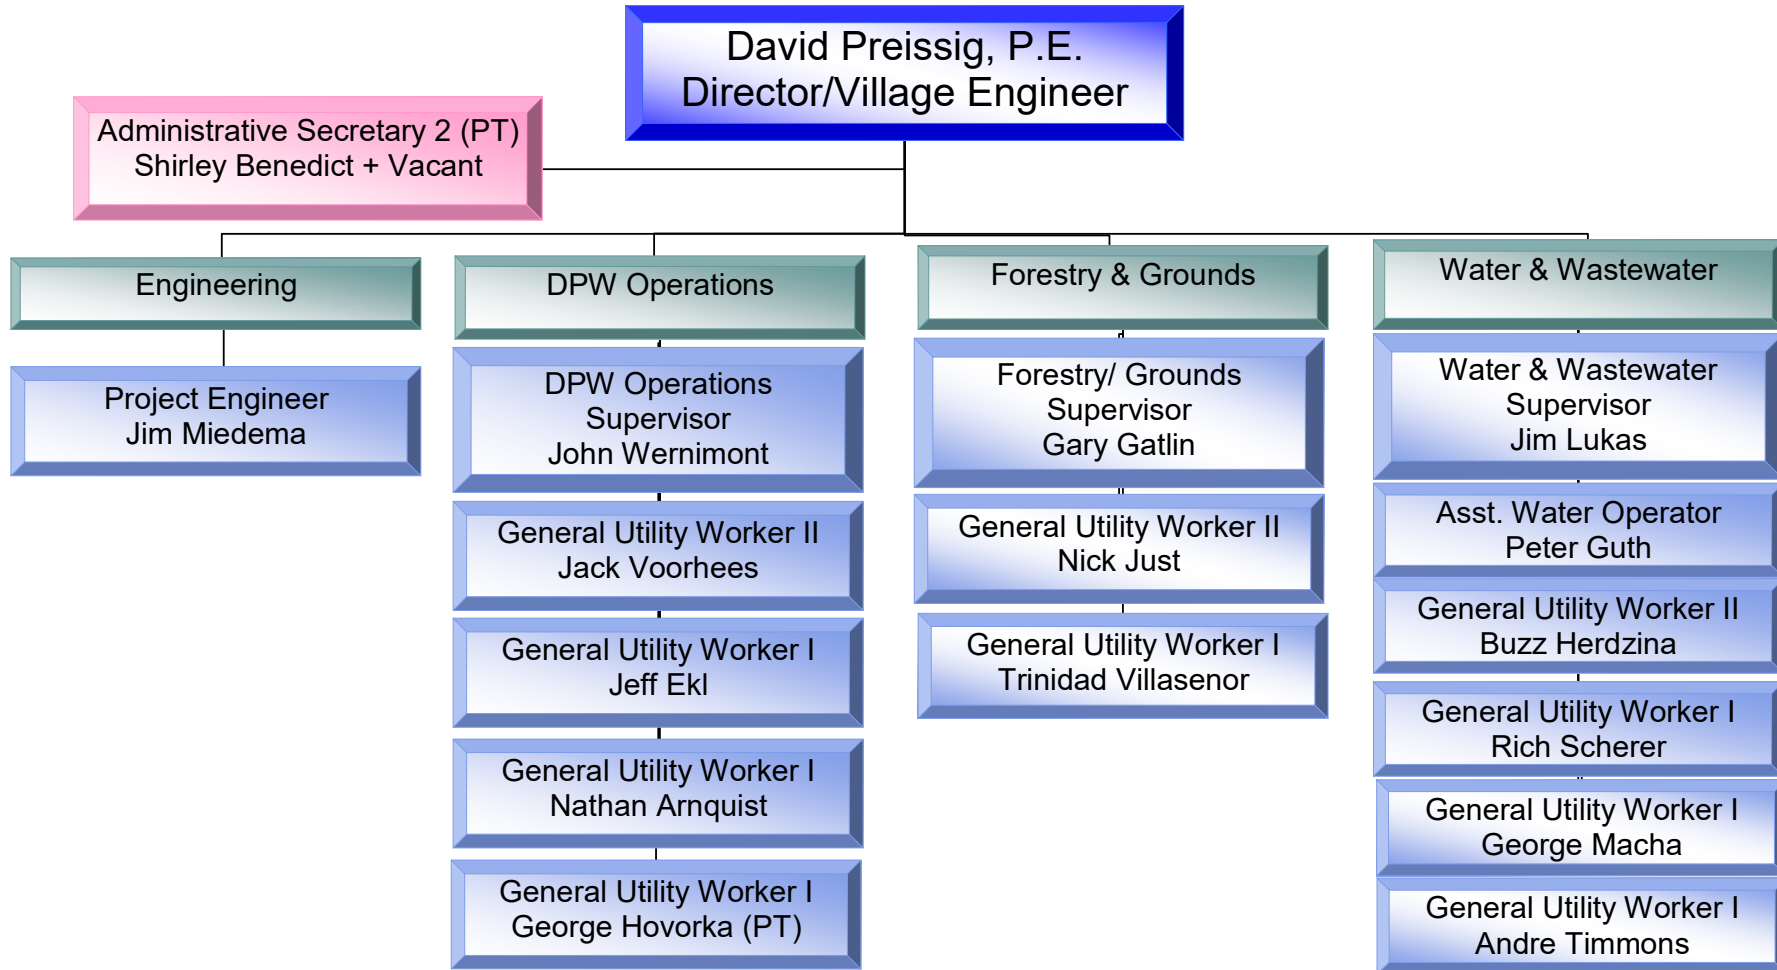 David Preissig, P.E.
Director/Village Engineer
Administrative Secretary 2 (PT)
Shirley Benedict + Vacant
Engineering
Project Engineer
Jim Miedema
DPW Operations
DPW Operations
Supervisor
John Wernimont
General Utility Worker II
Jack Voorhees
General Utility Worker I
Jeff Ekl
General Utility Worker I
Nathan Arnquist
General Utility Worker I
George Hovorka (PT)
Forestry & Grounds
Forestry/ Grounds
Supervisor
Gary Gatlin
General Utility Worker II
Nick Just
General Utility Worker I
Trinidad Villasenor
Water & Wastewater
Water & Wastewater
Supervisor
Jim Lukas
Asst. Water Operator
Peter Guth
General Utility Worker II
Buzz Herdzina
General Utility Worker I
Rich Scherer
General Utility Worker I
George Macha
General Utility Worker I
Andre Timmons